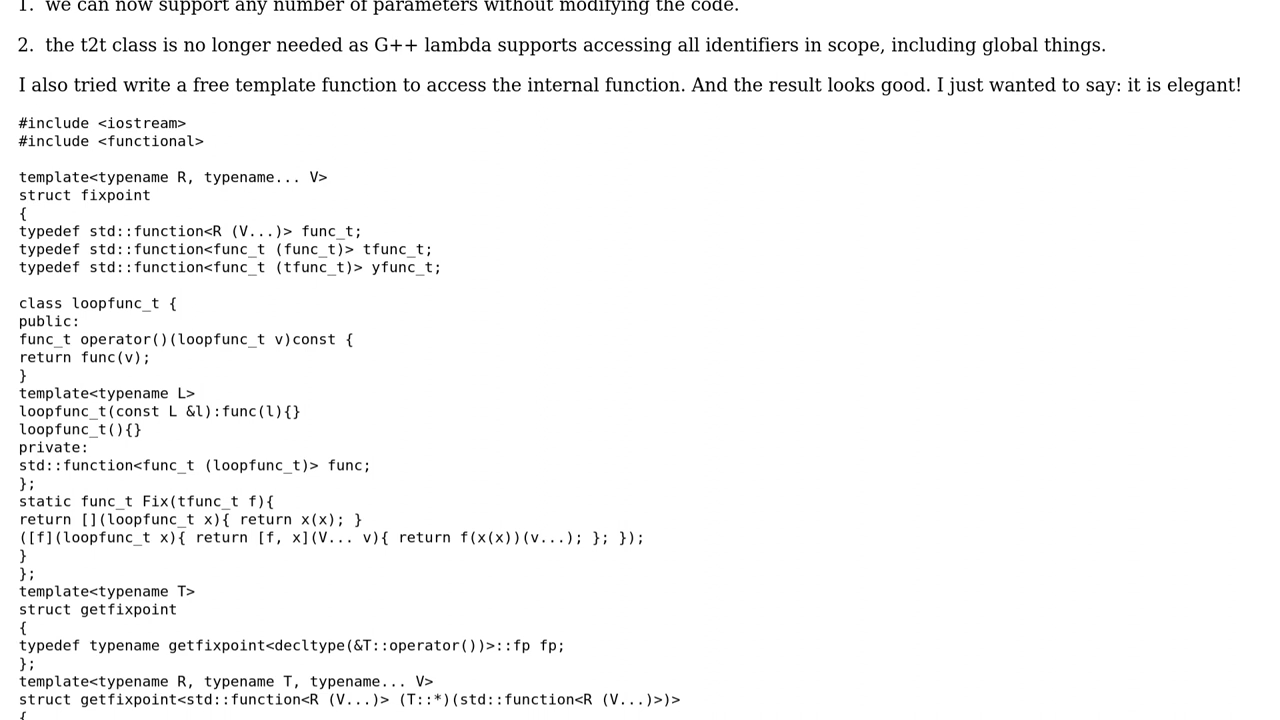 1. we can now support any number of parameters without modifying the code.
2. the t2t class is no longer needed as G++ lambda supports accessing all identifiers in scope, including global things.
I also tried write a free template function to access the internal function. And the result looks good. I just wanted to say: it is elegant!
#include <iostream>
#include <functional>
template<typename R, typename... V>
struct fixpoint
{
typedef std::function<R (V...)> func_t;
typedef std::function<func_t (func_t)> tfunc_t;
typedef std::function<func_t (tfunc_t)> yfunc_t;
class loopfunc_t {
public:
func_t operator()(loopfunc_t v)const {
return func(v);
}
template<typename L>
loopfunc_t(const L &l):func(l){}
loopfunc_t(){}
private:
std::function<func_t (loopfunc_t)> func;
};
static func_t Fix(tfunc_t f){
return [](loopfunc_t x){ return x(x); }
([f](loopfunc_t x){ return [f, x](V... v){ return f(x(x))(v...); }; });
}
};
template<typename T>
struct getfixpoint
{
typedef typename getfixpoint<decltype(&T::operator())>::fp fp;
};
template<typename R, typename T, typename... V>
struct getfixpoint<std::function<R (V...)> (T::*)(std::function<R (V...)>)>
{